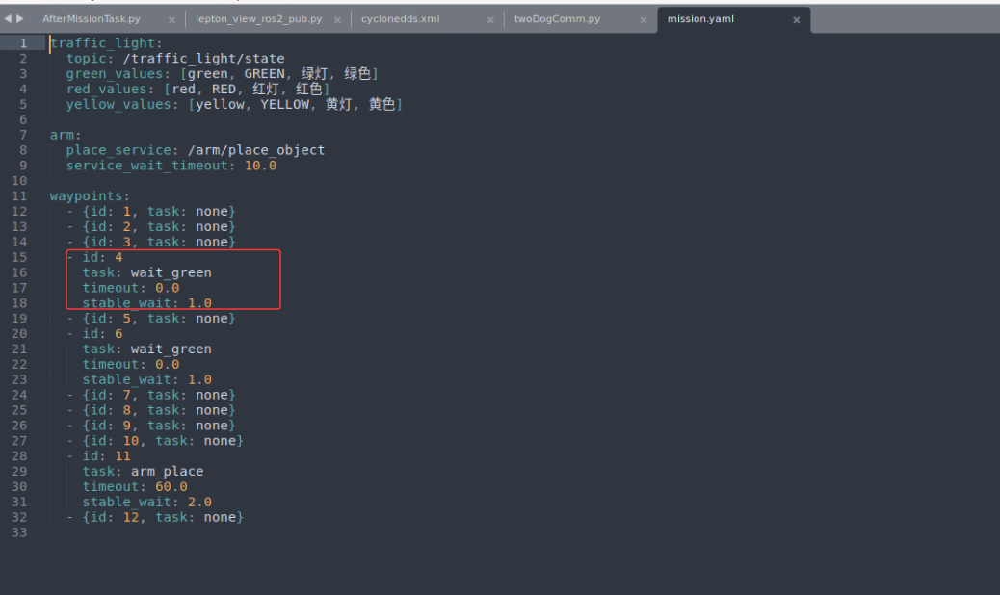 AfterMissionTask.py × lepton_view_ros2_pub.py × cyclonedds.xml × twoDogComm.py × mission.yaml ×
1 traffic_light:
2   topic: /traffic_light/state
3   green_values: [green, GREEN, 绿灯, 绿色]
4   red_values: [red, RED, 红灯, 红色]
5   yellow_values: [yellow, YELLOW, 黄灯, 黄色]
6
7 arm:
8   place_service: /arm/place_object
9   service_wait_timeout: 10.0
10
11 waypoints:
12   - {id: 1, task: none}
13   - {id: 2, task: none}
14   - {id: 3, task: none}
15   - id: 4
16     task: wait_green
17     timeout: 0.0
18     stable_wait: 1.0
19   - {id: 5, task: none}
20   - id: 6
21     task: wait_green
22     timeout: 0.0
23     stable_wait: 1.0
24   - {id: 7, task: none}
25   - {id: 8, task: none}
26   - {id: 9, task: none}
27   - {id: 10, task: none}
28   - id: 11
29     task: arm_place
30     timeout: 60.0
31     stable_wait: 2.0
32   - {id: 12, task: none}
33